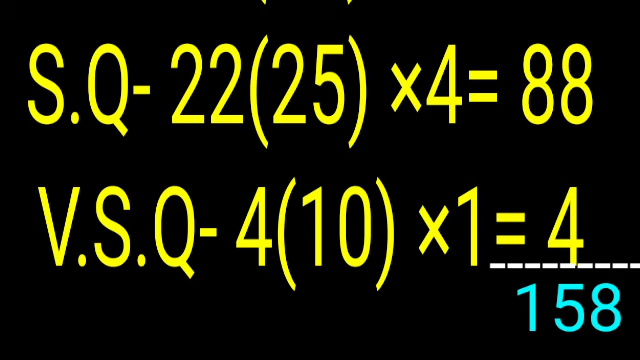 S.Q- 22(25) ×4= 88
V.S.Q- 4(10) ×1= 4
158